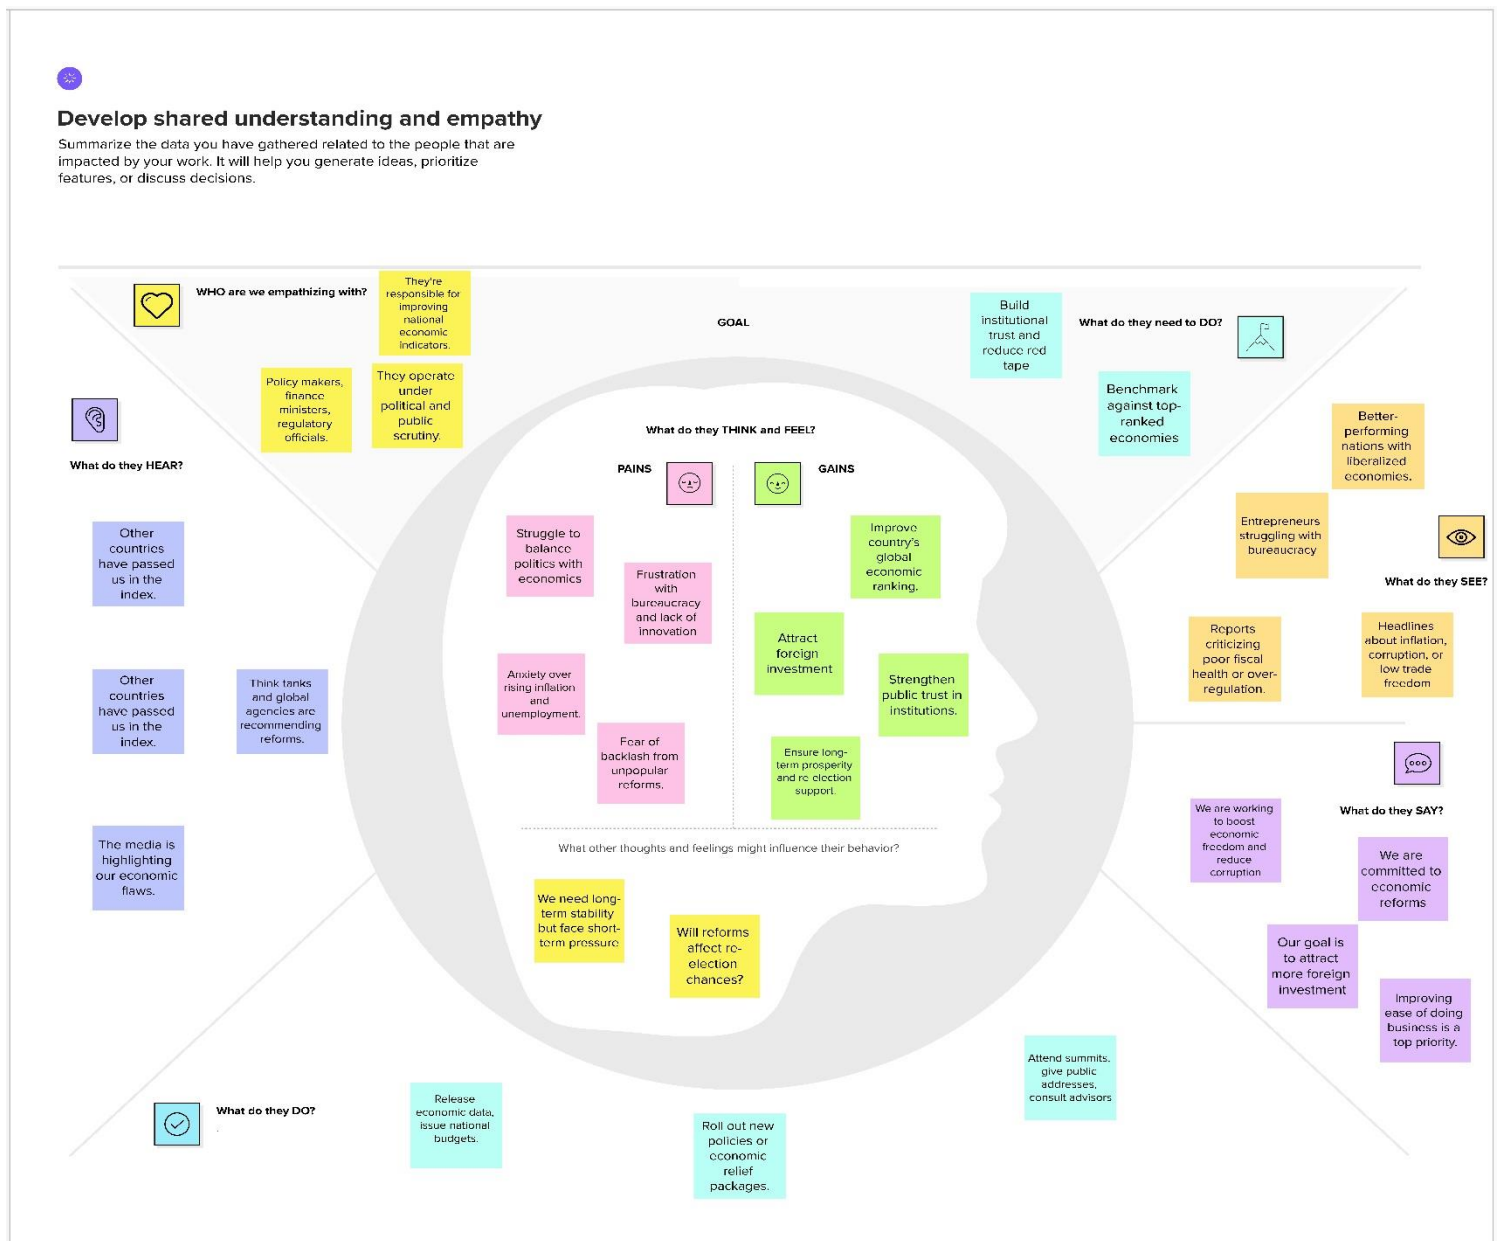 Develop shared understanding and empathy
Summarize the data you have gathered related to the people that are
impacted by your work. It will help you generate ideas, prioritize
features, or discuss decisions.
WHO are we empathizing with?
They're
responsible for
improving
national
economic
indicators.
Policy makers,
finance
ministers,
regulatory
officials.
They operate
under
political and
public
scrutiny.
GOAL
Build
institutional
trust and
reduce red
tape
What do they need to DO?
Benchmark
against top-
ranked
economies
What do they HEAR?
Other
countries
have passed
us in the
index.
Other
countries
have passed
us in the
index.
Think tanks
and global
agencies are
recommending
reforms.
The media is
highlighting
our economic
flaws.
What do they THINK and FEEL?
PAINS
Struggle to
balance
politics with
economics
Frustration
with
bureaucracy
and lack of
innovation
Anxiety over
rising inflation
and
unemployment.
Fear of
backlash from
unpopular
reforms.
GAINS
Improve
country's
global
economic
ranking.
Attract
foreign
investment
Strengthen
public trust in
institutions.
Ensure long-
term prosperity
and re-election
support.
What other thoughts and feelings might influence their behavior?
We need long-
term stability
but face short-
term pressure
Will reforms
affect re-
election
chances?
Better-
performing
nations with
liberalized
economies.
Entrepreneurs
struggling with
bureaucracy
What do they SEE?
Reports
criticizing
poor fiscal
health or over-
regulation.
Headlines
about inflation,
corruption, or
low trade
freedom
What do they SAY?
We are working
to boost
economic
freedom and
reduce
corruption
We are
committed to
economic
reforms
Our goal is
to attract
more foreign
investment
Improving
ease of doing
business is a
top priority.
What do they DO?
Release
economic data,
issue national
budgets.
Roll out new
policies or
economic
relief
packages.
Attend summits,
give public
addresses,
consult advisors